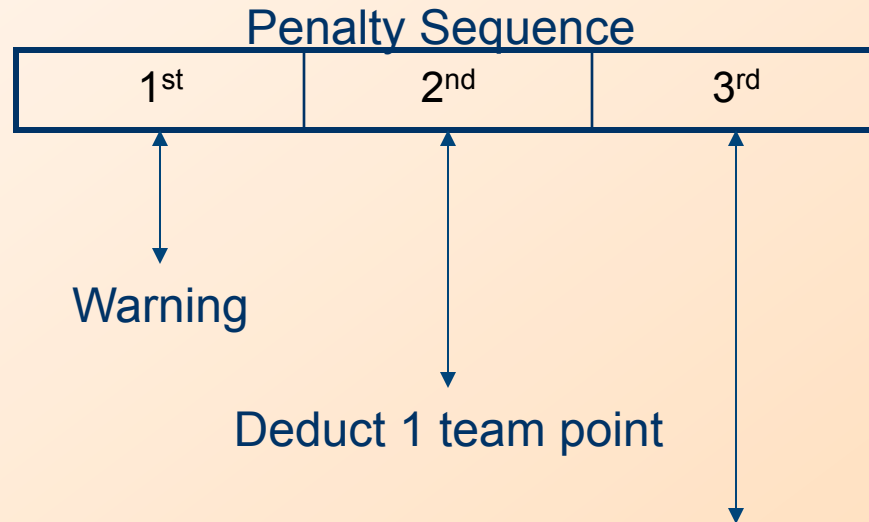 Penalty Sequence
1st 2nd 3rd
Warning
Deduct 1 team point